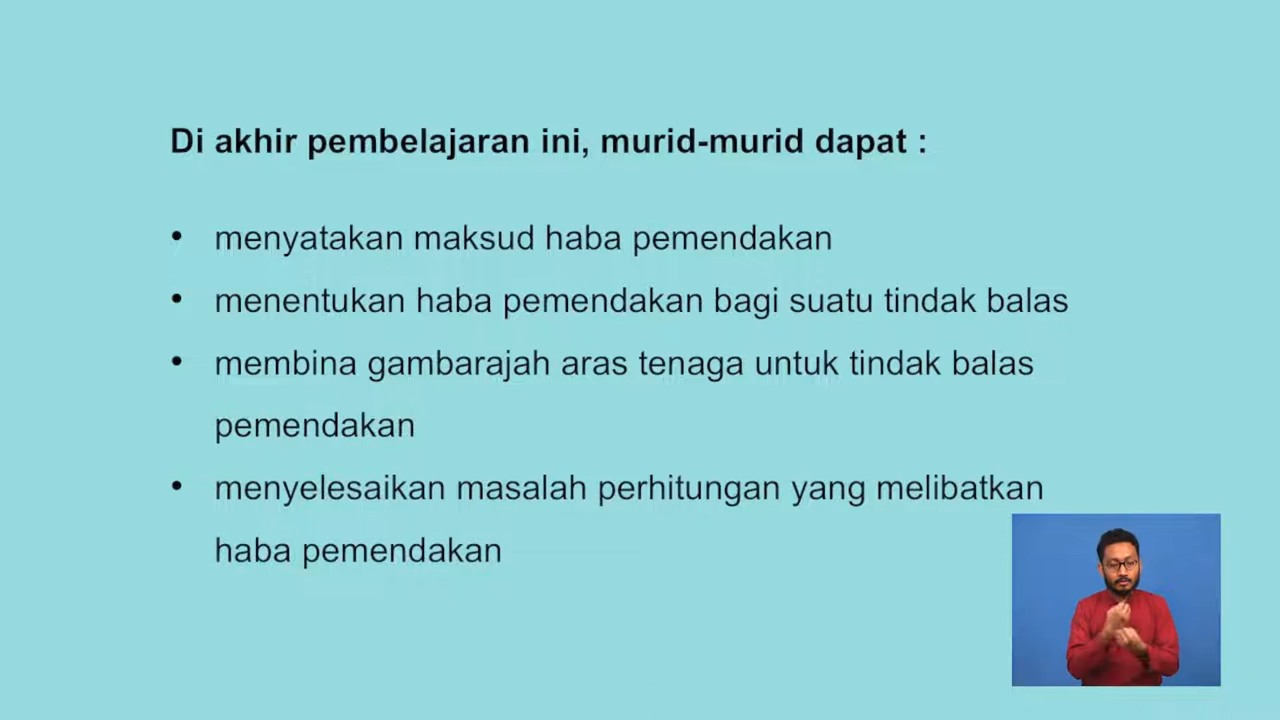 Di akhir pembelajaran ini, murid-murid dapat :
• menyatakan maksud haba pemendakan
• menentukan haba pemendakan bagi suatu tindak balas
• membina gambarajah aras tenaga untuk tindak balas
pemendakan
• menyelesaikan masalah perhitungan yang melibatkan
haba pemendakan